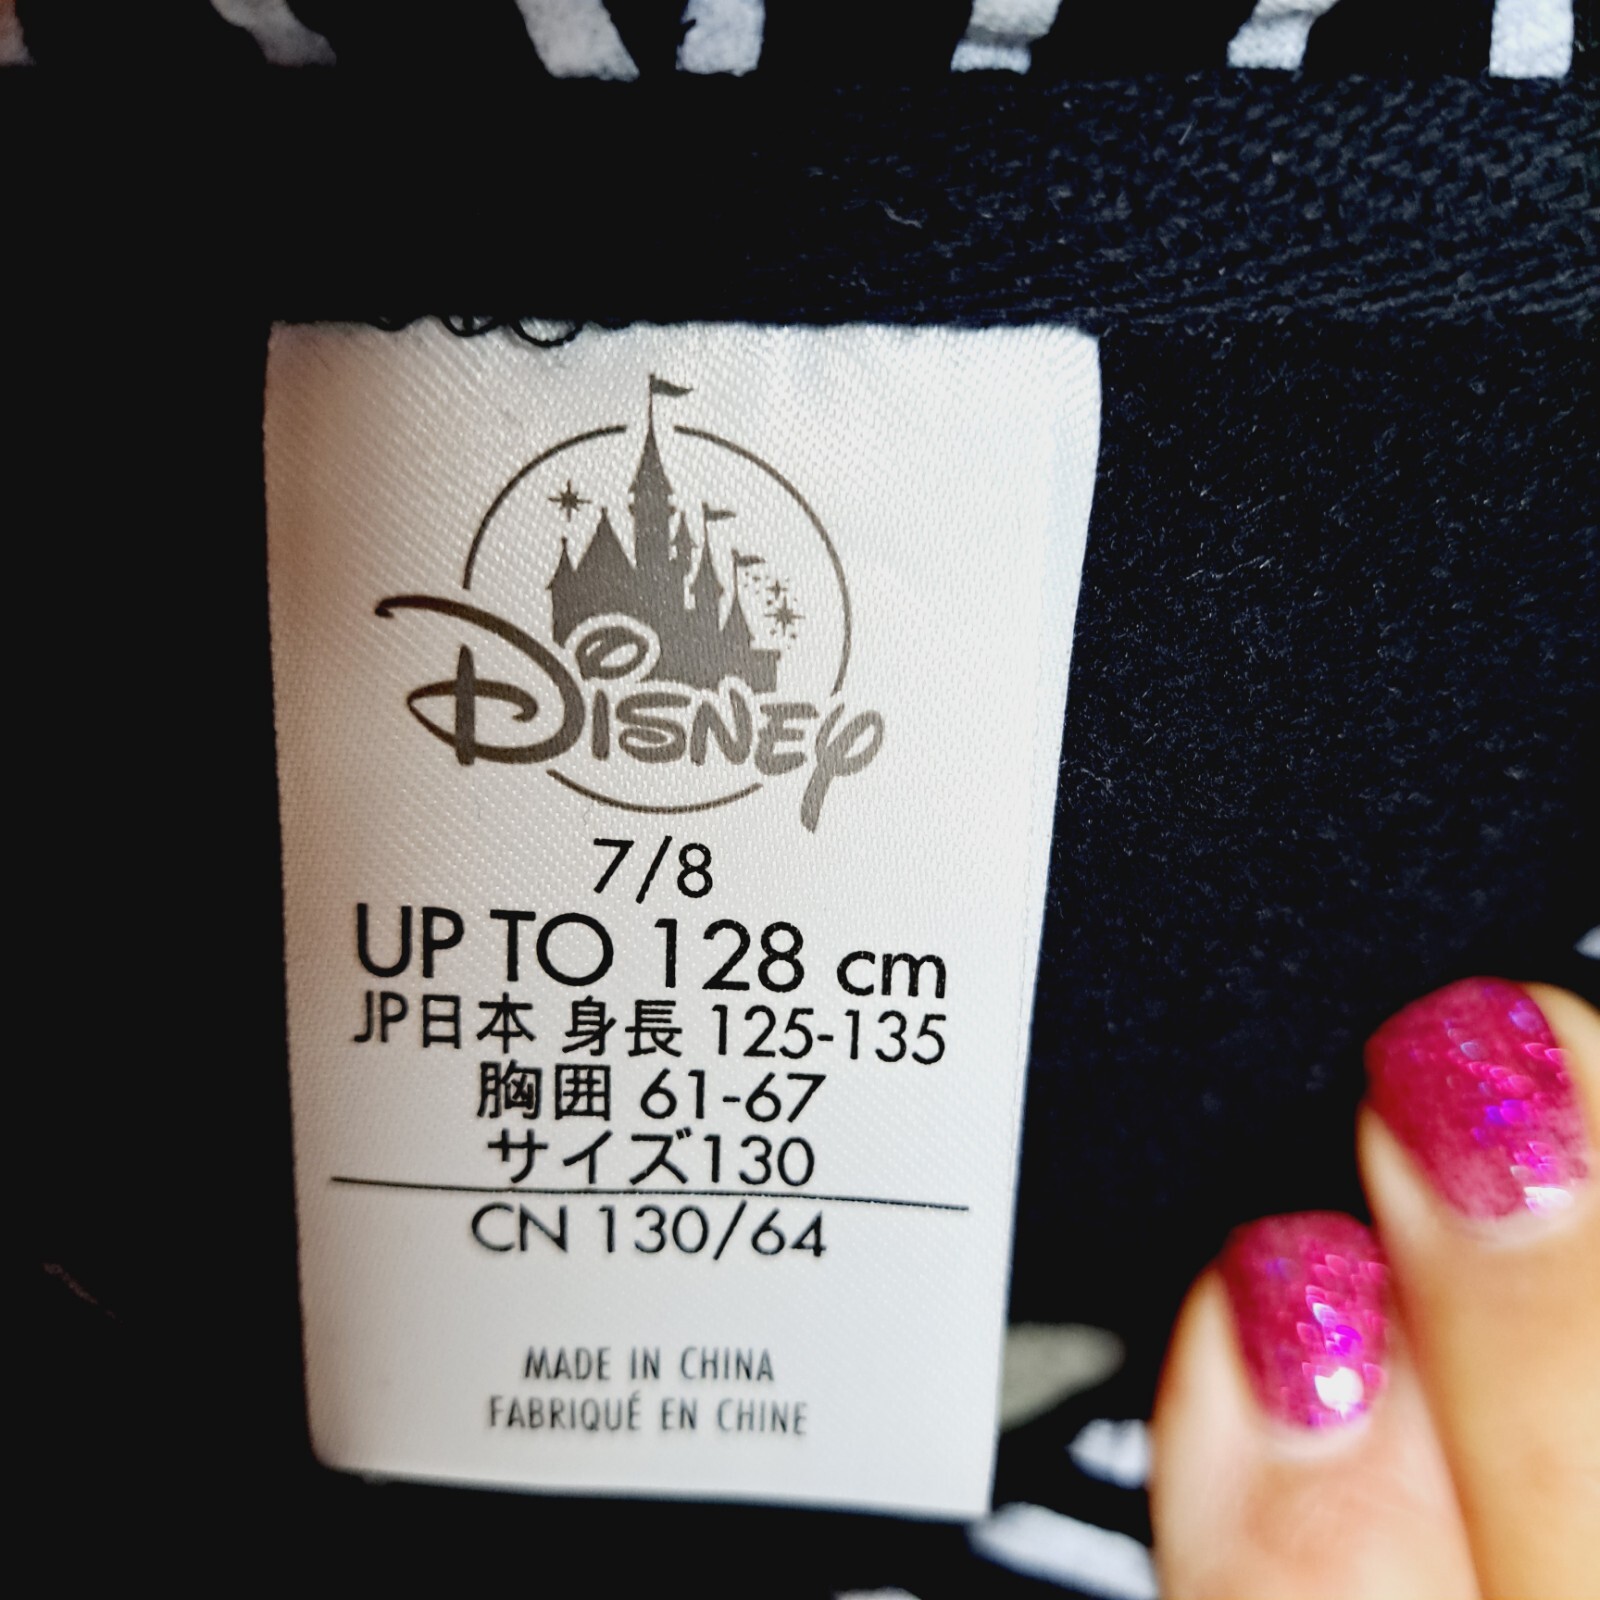 Disney
7/8
UP TO 128 cm
JP日本 身長 125-135
胸囲 61-67
サイズ130
CN 130/64
MADE IN CHINA
FABRIQUÉ EN CHINE